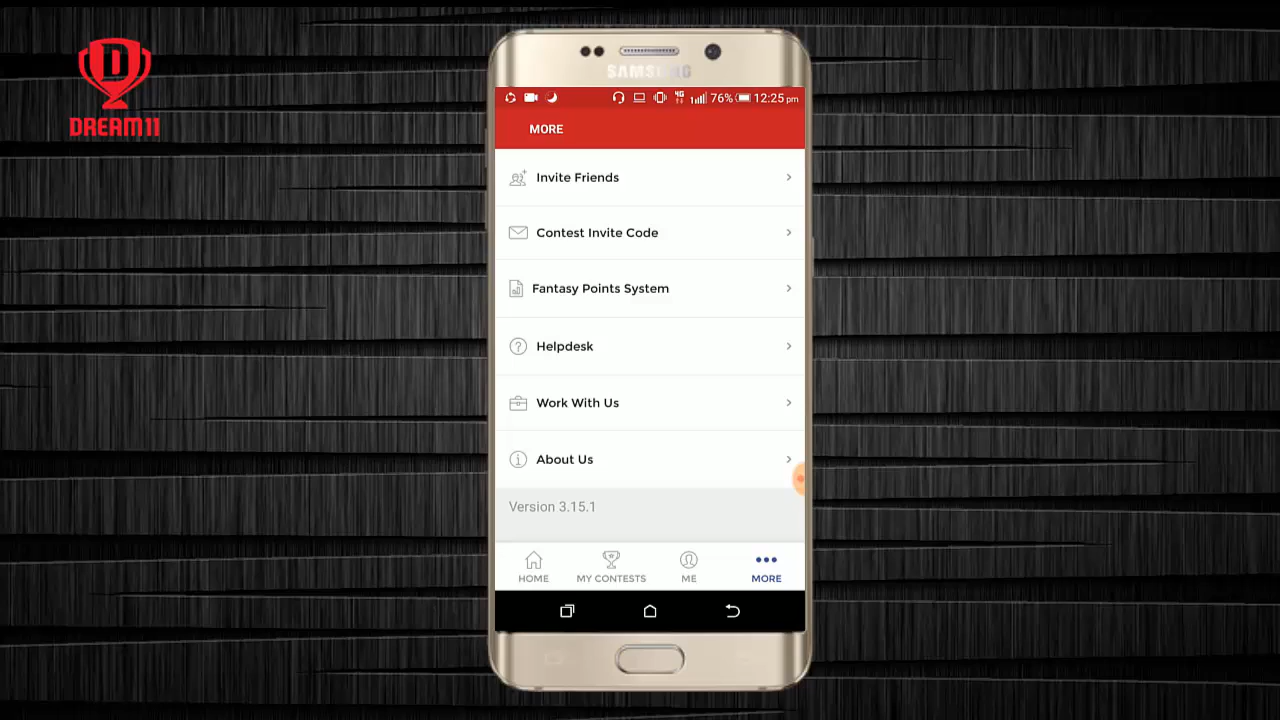 DREAM11
SAMSUNG
4G 76% 12:25 pm
MORE
Invite Friends
Contest Invite Code
Fantasy Points System
Helpdesk
Work With Us
About Us
Version 3.15.1
HOME MY CONTESTS ME MORE